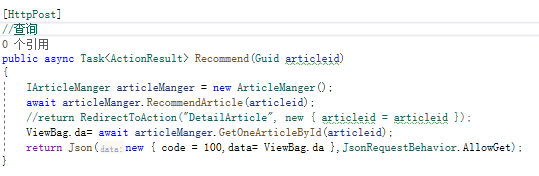 [HttpPost]
//查询
0 个引用
public async Task<ActionResult> Recommend(Guid articleid)
{
IArticleManger articleManger = new ArticleManger();
await articleManger.RecommendArticle(articleid);
//return RedirectToAction("DetailArticle", new { articleid = articleid });
ViewBag.da= await articleManger.GetOneArticleById(articleid);
return Json(data:new { code = 100,data= ViewBag.da },JsonRequestBehavior.AllowGet);
}